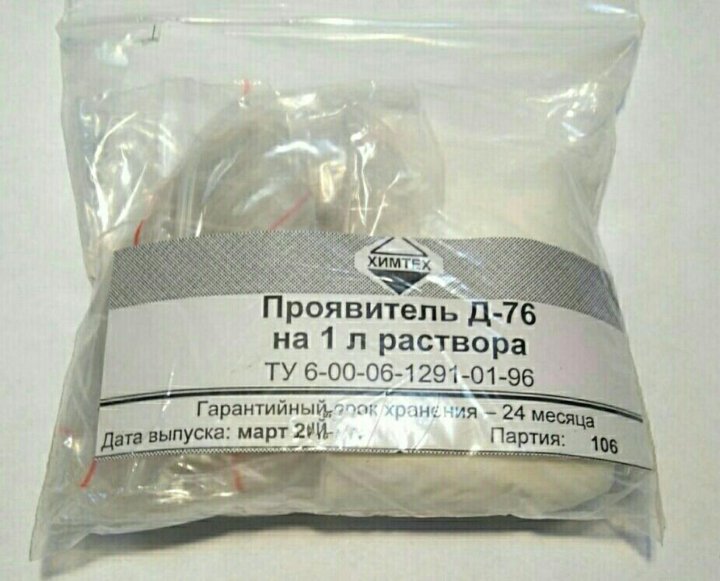 ХИМТЕХ
Проявитель Д-76
на 1 л раствора
ТУ 6-00-06-1291-01-96
Гарантийный срок хранения – 24 месяца
Дата выпуска: март
Партия: 106